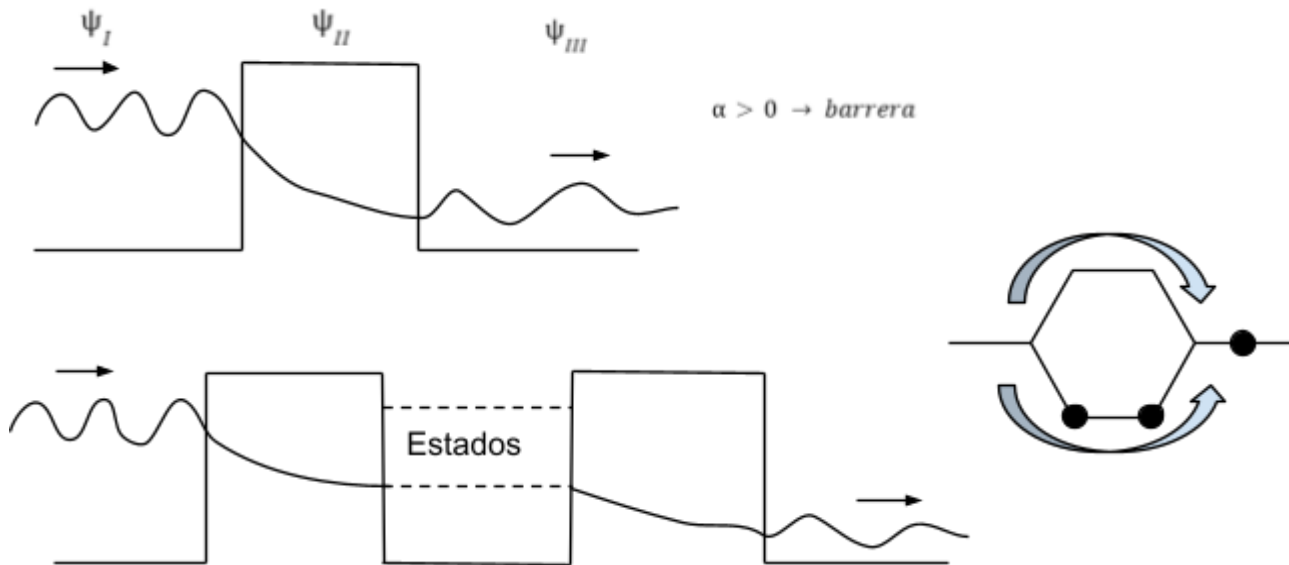 ψ_I
ψ_II
ψ_III
α > 0 → barrera
Estados